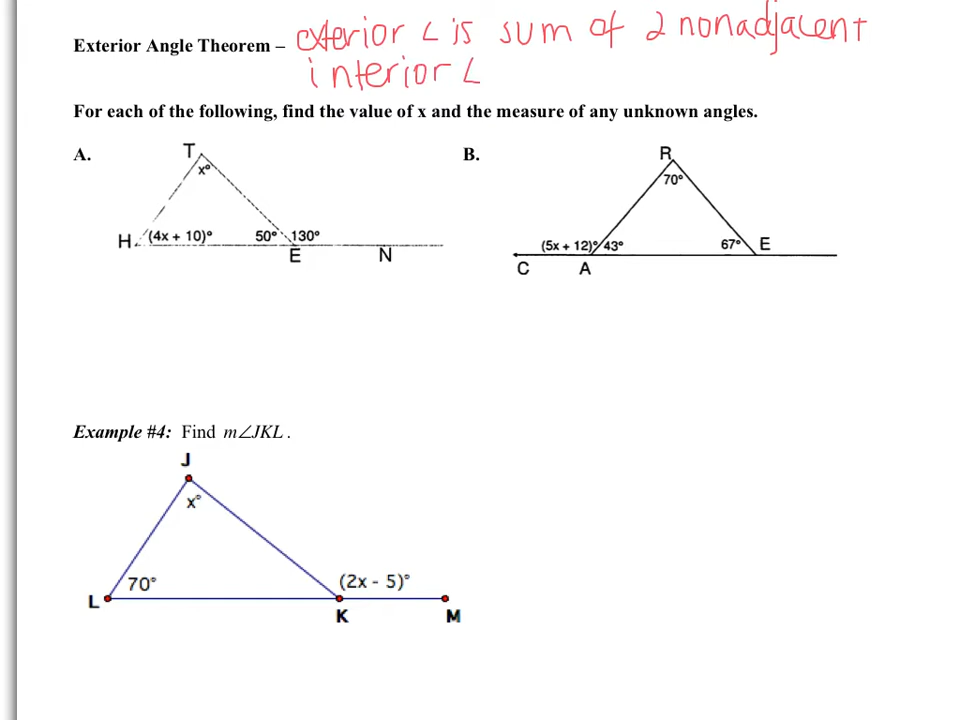 Exterior Angle Theorem – exterior ∠ is sum of 2 nonadjacent
interior ∠
For each of the following, find the value of x and the measure of any unknown angles.
A.
T
x°
H
(4x + 10)°
50°
130°
E
N
B.
R
70°
(5x + 12)°
43°
67°
E
C
A
Example #4: Find m∠JKL.
J
x°
70°
(2x - 5)°
L
K
M